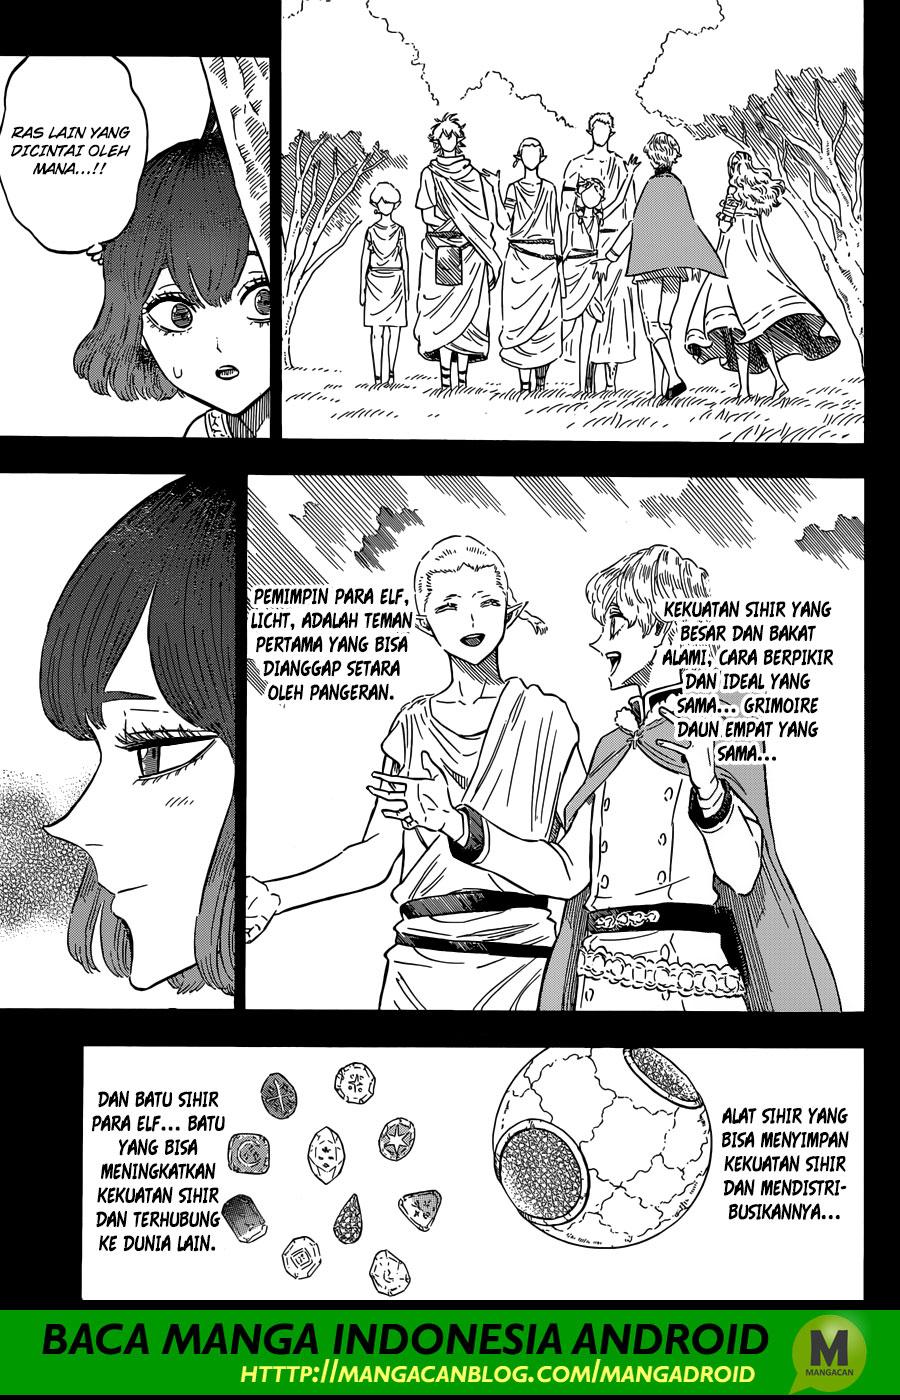 RAS LAIN YANG
DICINTAI OLEH
MANA...!!
KEKUATAN SIHIR YANG
BESAR DAN BAKAT
ALAMI, CARA BERPIKIR
DAN IDEAL YANG
SAMA... GRIMOIRE
DAUN EMPAT YANG
SAMA...
PEMIMPIN PARA ELF,
LICHT, ADALAH TEMAN
PERTAMA YANG BISA
DIANGGAP SETARA
OLEH PANGERAN.
ALAT SIHIR YANG
BISA MENYIMPAN
KEKUATAN SIHIR
DAN MENDISTRI-
BUSIKANNYA...
DAN BATU SIHIR
PARA ELF... BATU
YANG BISA
MENINGKATKAN
KEKUATAN SIHIR
DAN TERHUBUNG
KE DUNIA LAIN.
BACA MANGA INDONESIA ANDROID
HTTTP://MANGACANBLOG.COM/MANGADROID
M
MANGACAN